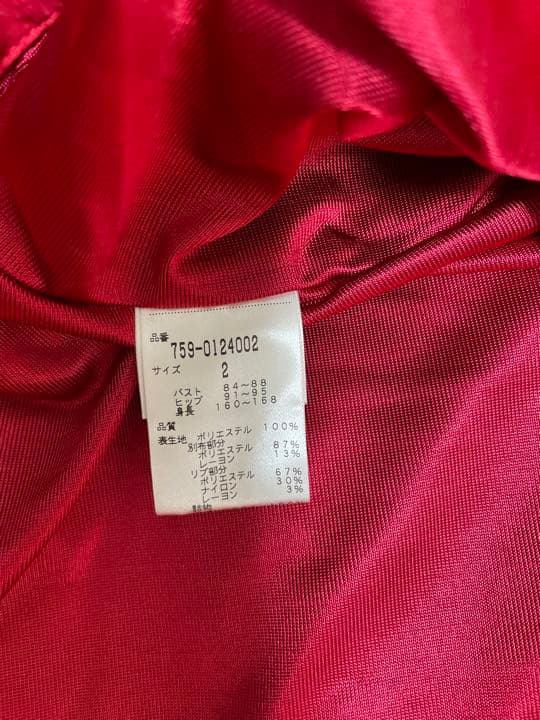 品番
759-0124002
サイズ 2
バスト 84～88
ヒップ 91～95
身長 160～168
品質
表生地 ポリエステル 100%
別布部分
ポリエステル 87%
レーヨン 13%
リブ部分
ポリエステル 67%
ナイロン 30%
レーヨン 3%